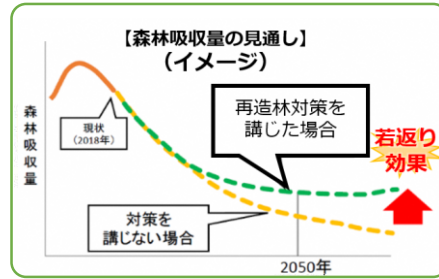 【森林吸収量の見通し】
（イメージ）
森林吸収量
現状
（2018年）
再造林対策を
講じた場合
若返り
効果
対策を
講じない場合
2050年